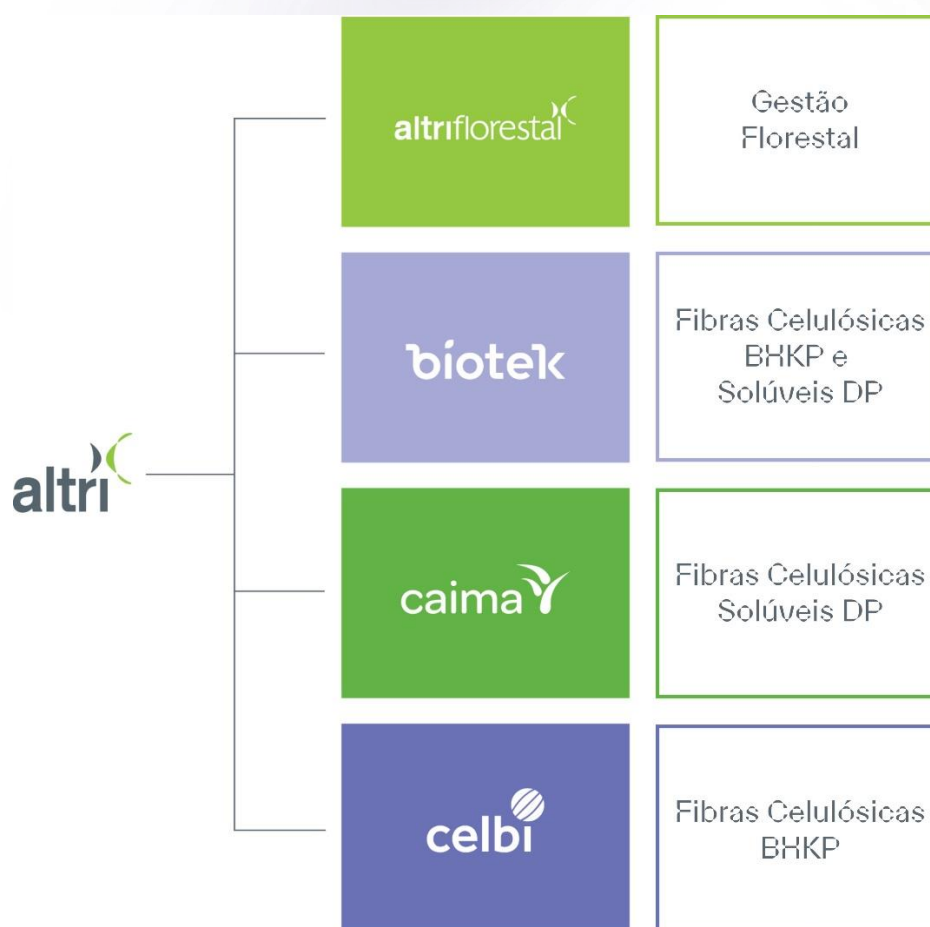 altri
altriflorestal
Gestão
Florestal
biotek
Fibras Celulósicas
BHKP e
Solúveis DP
caima
Fibras Celulósicas
Solúveis DP
celbi
Fibras Celulósicas
BHKP